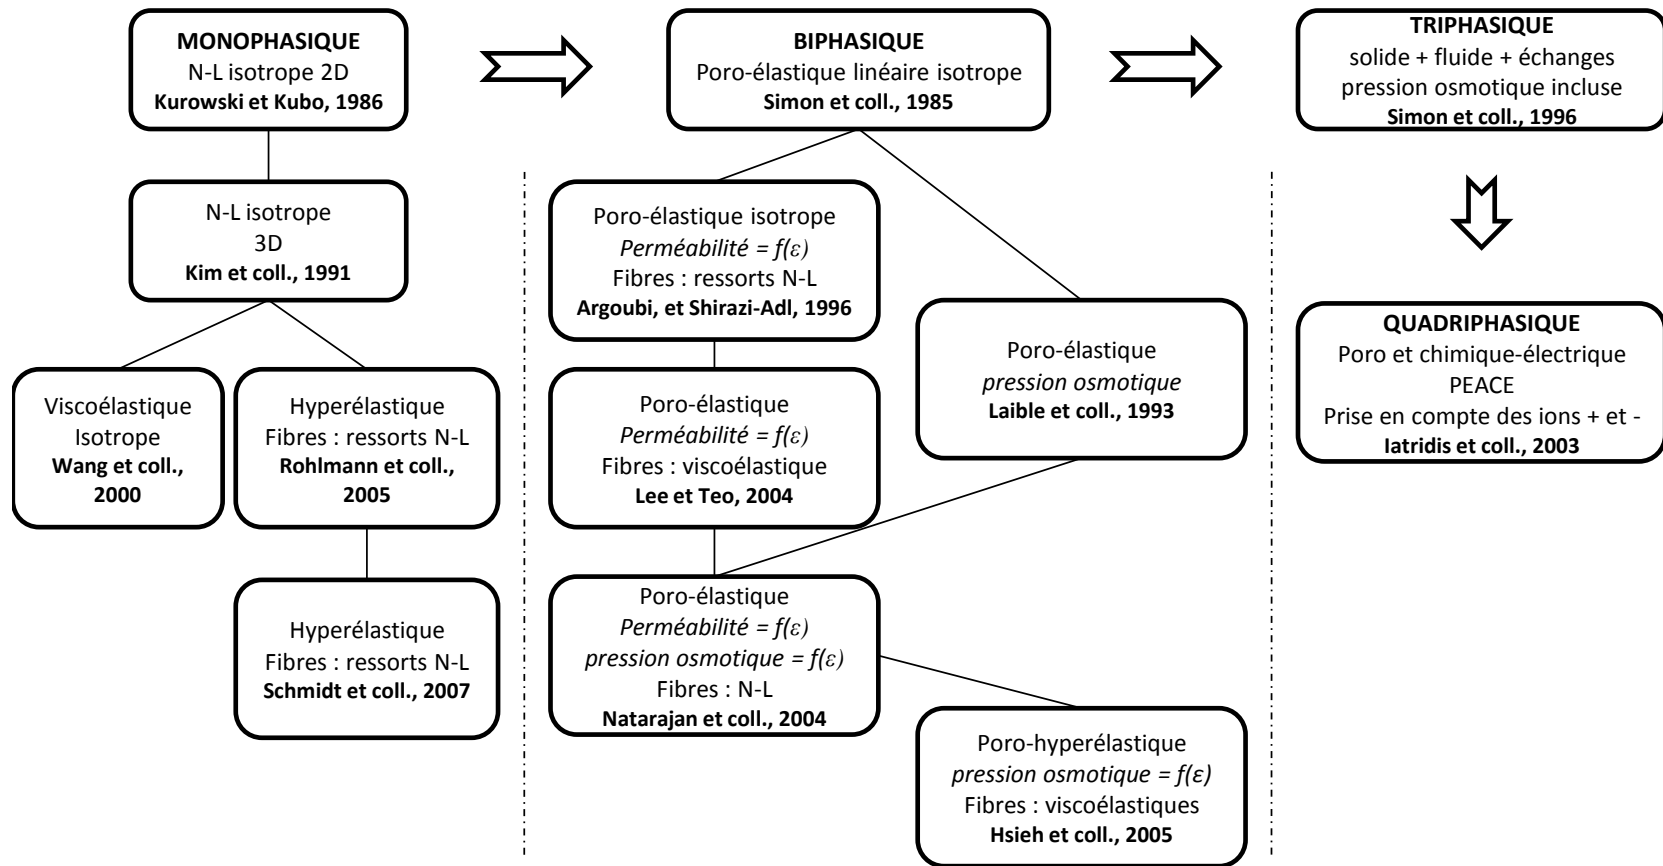 MONOPHASIQUE
N-L isotrope 2D
Kurowski et Kubo, 1986
BIPHASIQUE
Poro-élastique linéaire isotrope
Simon et coll., 1985
TRIPHASIQUE
solide + fluide + échanges
pression osmotique incluse
Simon et coll., 1996
N-L isotrope
3D
Kim et coll., 1991
Poro-élastique isotrope
Perméabilité = f(ε)
Fibres : ressorts N-L
Argoubi, et Shirazi-Adl, 1996
Poro-élastique
pression osmotique
Laible et coll., 1993
QUADRIPHASIQUE
Poro et chimique-électrique
PEACE
Prise en compte des ions + et -
Iatridis et coll., 2003
Viscoélastique
Isotrope
Wang et coll.,
2000
Hyperélastique
Fibres : ressorts N-L
Rohlmann et coll.,
2005
Poro-élastique
Perméabilité = f(ε)
Fibres : viscoélastique
Lee et Teo, 2004
Hyperélastique
Fibres : ressorts N-L
Schmidt et coll., 2007
Poro-élastique
Perméabilité = f(ε)
pression osmotique = f(ε)
Fibres : N-L
Natarajan et coll., 2004
Poro-hyperélastique
pression osmotique = f(ε)
Fibres : viscoélastiques
Hsieh et coll., 2005